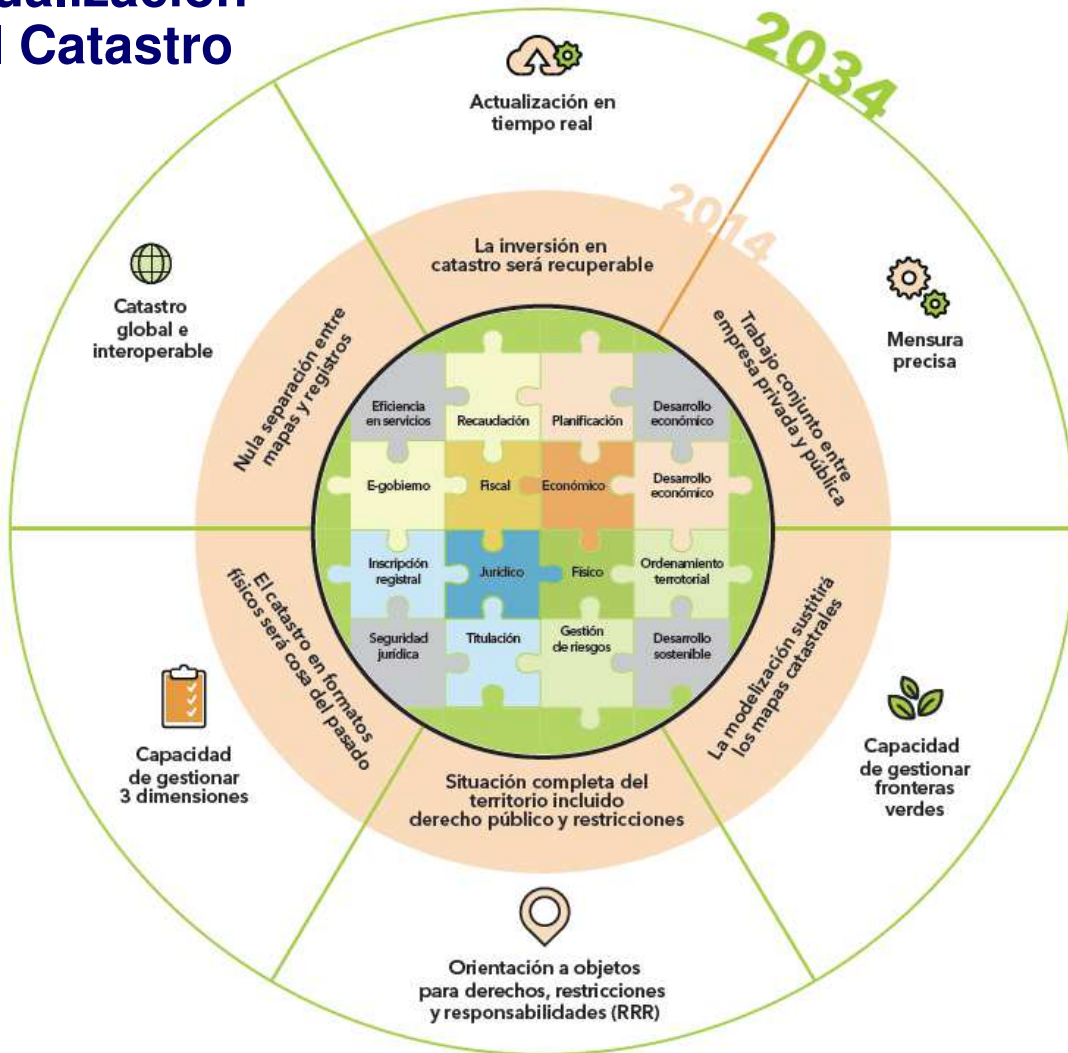 ualización
l Catastro
2034
Actualización en
tiempo real
2014
La inversión en
catastro será recuperable
Catastro
global e
interoperable
Nula separación entre
mapas y registros
Trabajo conjunto entre
empresa privada y pública
Mensura
precisa
Eficiencia
en servicios
Recaudación
Planificación
Desarrollo
económico
E-gobierno
Fiscal
Económico
Desarrollo
económico
Inscripción
registral
Jurídico
Físico
Ordenamiento
terrotorial
Seguridad
jurídica
Titulación
Gestión
de riesgos
Desarrollo
sostenible
El catastro en formatos
físicos será cosa del pasado
La modelización sustitirá
los mapas catastrales
Capacidad
de gestionar
3 dimensiones
Situación completa del
territorio incluido
derecho público y restricciones
Capacidad
de gestionar
fronteras
verdes
Orientación a objetos
para derechos, restricciones
y responsabilidades (RRR)